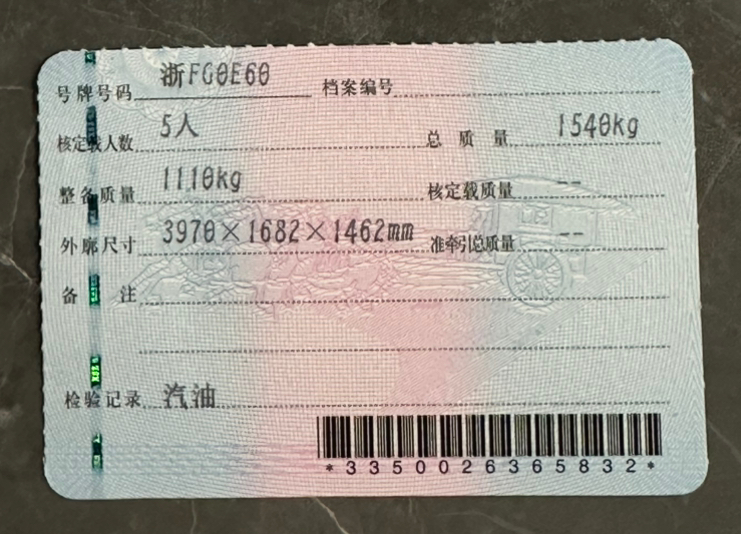 号牌号码 浙FG0E60 档案编号
核定载人数 5人 总质量 1540kg
整备质量 1110kg 核定载质量 --
外廓尺寸 3970×1682×1462mm 准牵引总质量 --
备注
检验记录 汽油
*3350026365832*